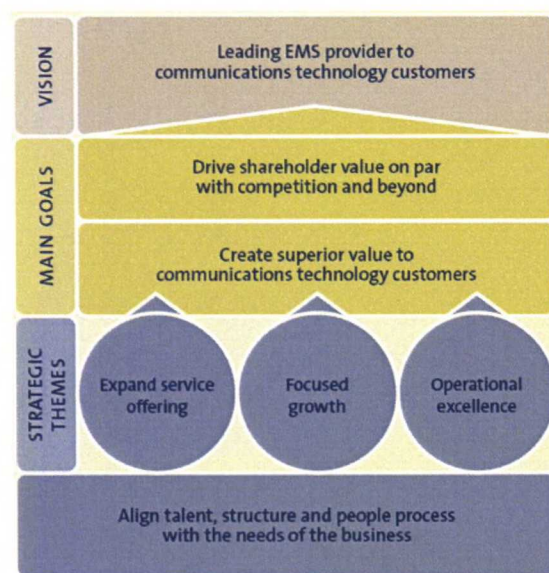 VISION
Leading EMS provider to
communications technology customers
MAIN GOALS
Drive shareholder value on par
with competition and beyond
Create superior value to
communications technology customers
STRATEGIC
THEMES
Expand service
offering
Focused
growth
Operational
excellence
Align talent, structure and people process
with the needs of the business